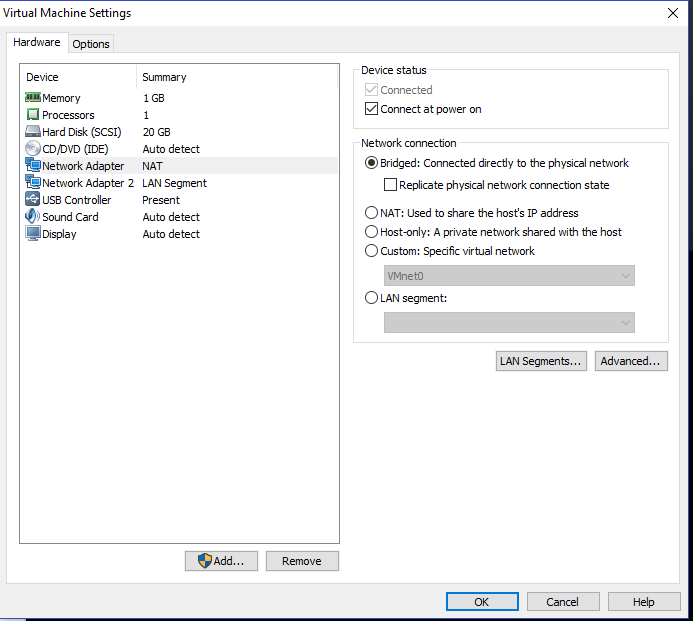 Virtual Machine Settings
Hardware
Options
Device Summary
Memory 1 GB
Processors 1
Hard Disk (SCSI) 20 GB
CD/DVD (IDE) Auto detect
Network Adapter NAT
Network Adapter 2 LAN Segment
USB Controller Present
Sound Card Auto detect
Display Auto detect
Add...
Remove
Device status
Connected
Connect at power on
Network connection
Bridged: Connected directly to the physical network
Replicate physical network connection state
NAT: Used to share the host's IP address
Host-only: A private network shared with the host
Custom: Specific virtual network
VMnet0
LAN segment:
LAN Segments...
Advanced...
OK
Cancel
Help